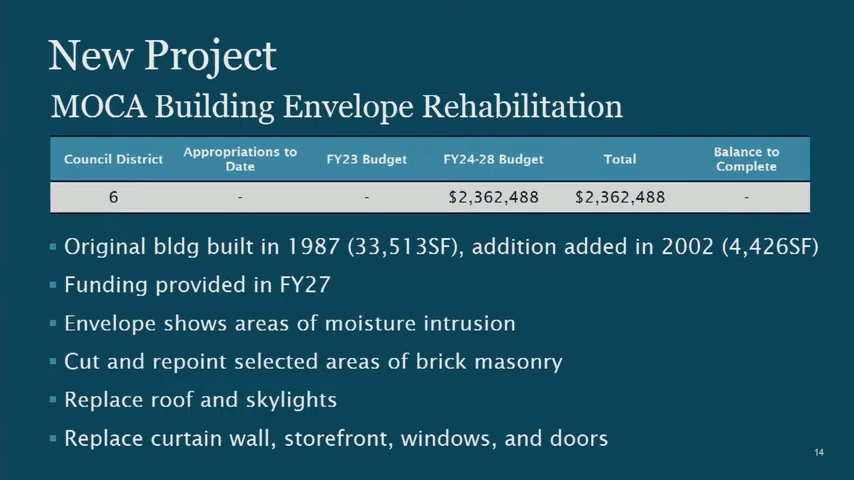 New Project
MOCA Building Envelope Rehabilitation
Council District Appropriations to Date FY23 Budget FY24-28 Budget Total Balance to Complete
6 - - $2,362,488 $2,362,488 -
▪ Original bldg built in 1987 (33,513SF), addition added in 2002 (4,426SF)
▪ Funding provided in FY27
▪ Envelope shows areas of moisture intrusion
▪ Cut and repoint selected areas of brick masonry
▪ Replace roof and skylights
▪ Replace curtain wall, storefront, windows, and doors
14